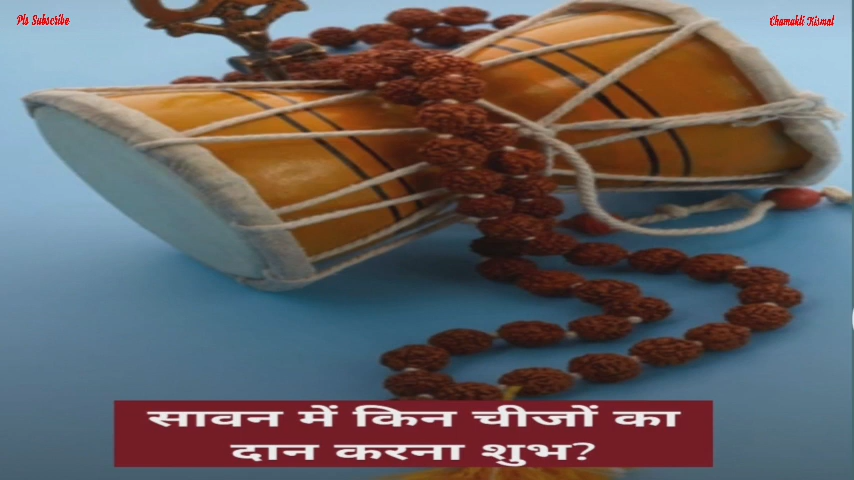 Pls Subscribe
Chamakti Kismat
सावन में किन चीजों का
दान करना शुभ?